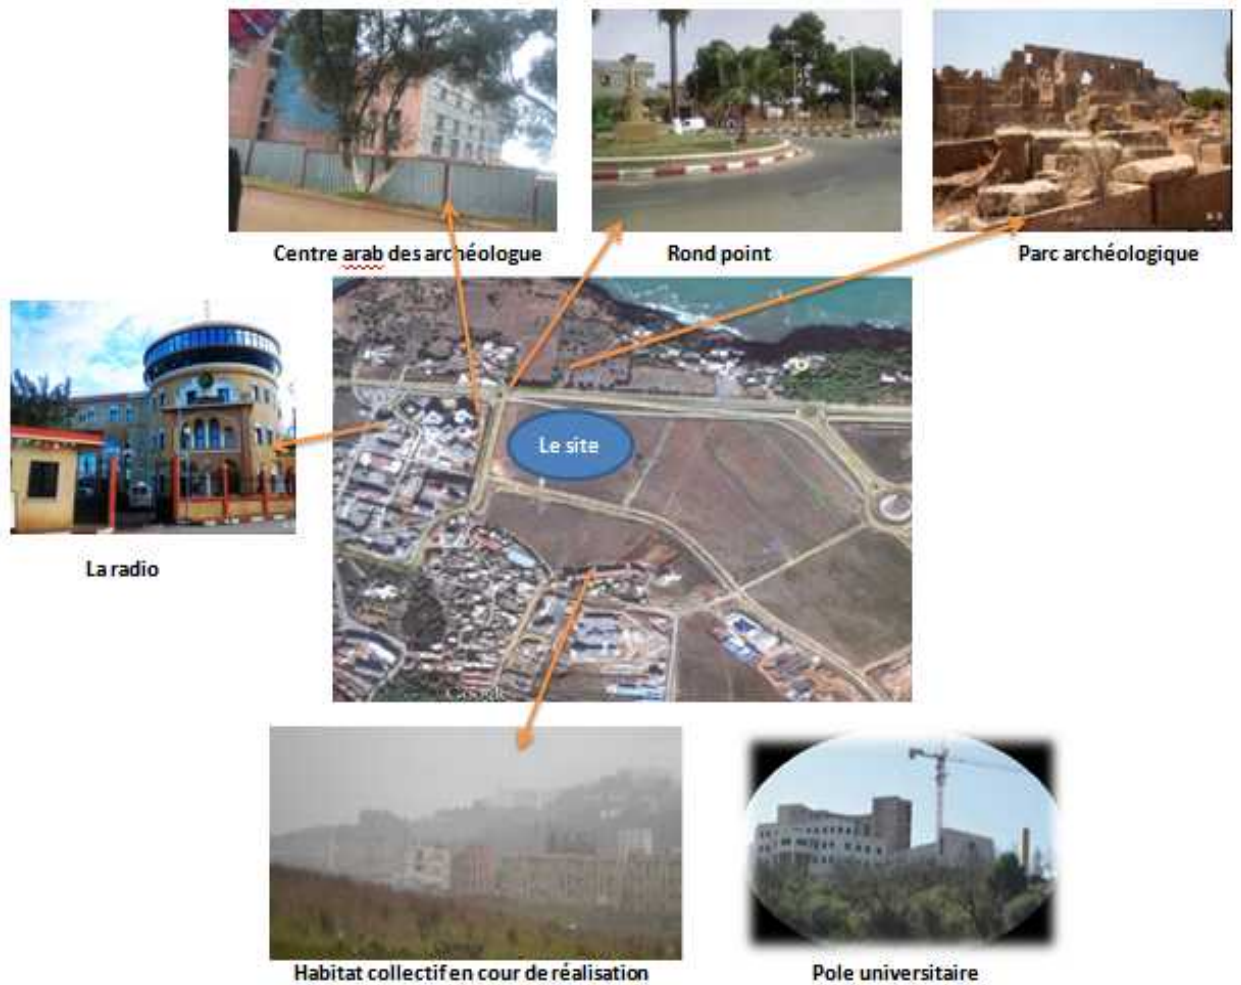 Centre arab des archéologue
Rond point
Parc archéologique
La radio
Le site
Google
Habitat collectif en cour de réalisation
Pole universitaire